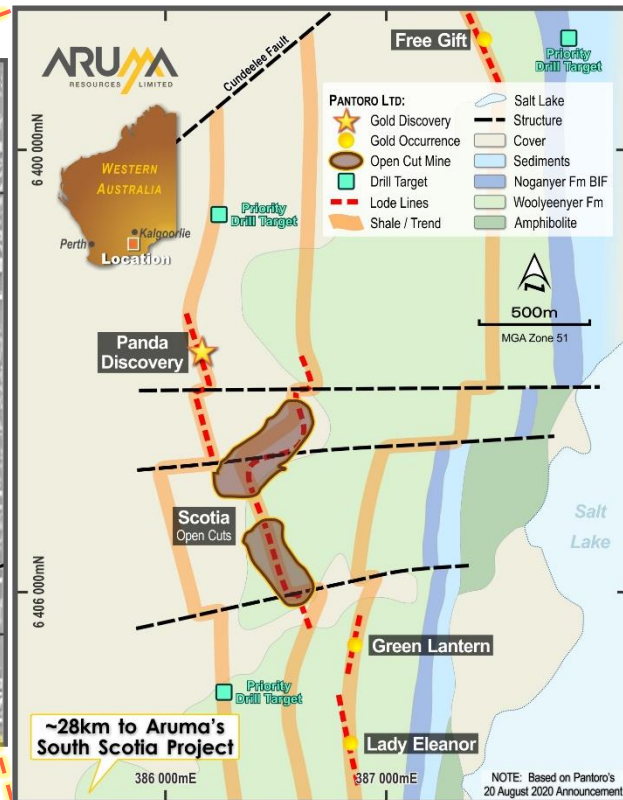 ARUMA
RESOURCES LIMITED
Cundeelee Fault
Free Gift
Priority
Drill Target
WESTERN
AUSTRALIA
Perth
Kalgoorlie
Location
PANTORO LTD:
Gold Discovery
Gold Occurrence
Open Cut Mine
Drill Target
Lode Lines
Shale / Trend
Salt Lake
Structure
Cover
Sediments
Noganyer Fm BIF
Woolyeenyer Fm
Amphibolite
6 400 000mN
Priority
Drill Target
N
500m
MGA Zone 51
Panda
Discovery
Scotia
Open Cuts
Salt
Lake
6 406 000mN
Green Lantern
Priority
Drill Target
Lady Eleanor
~28km to Aruma's
South Scotia Project
386 000mE
387 000mE
NOTE: Based on Pantoro's
20 August 2020 Announcement